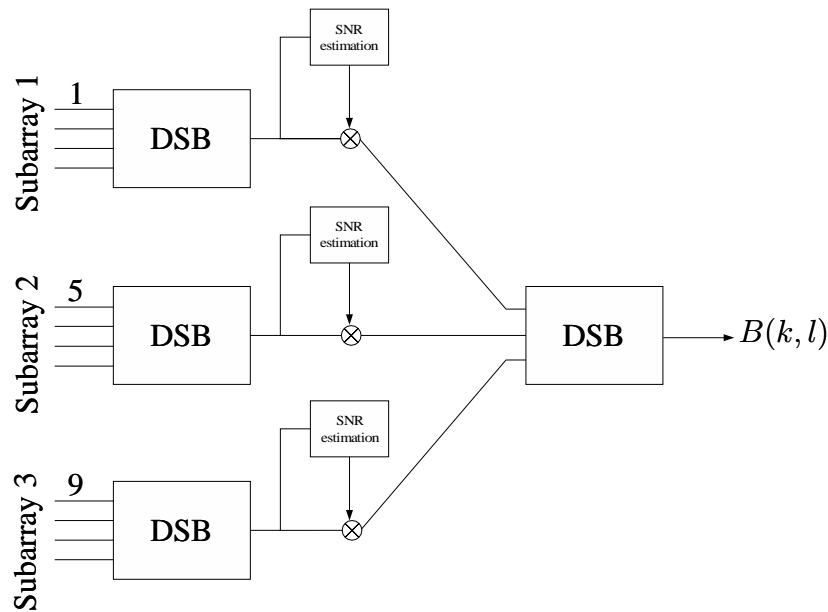 SNR
estimation
Subarray 1
1
DSB
SNR
estimation
Subarray 2
5
DSB
DSB
B(k, l)
SNR
estimation
Subarray 3
9
DSB